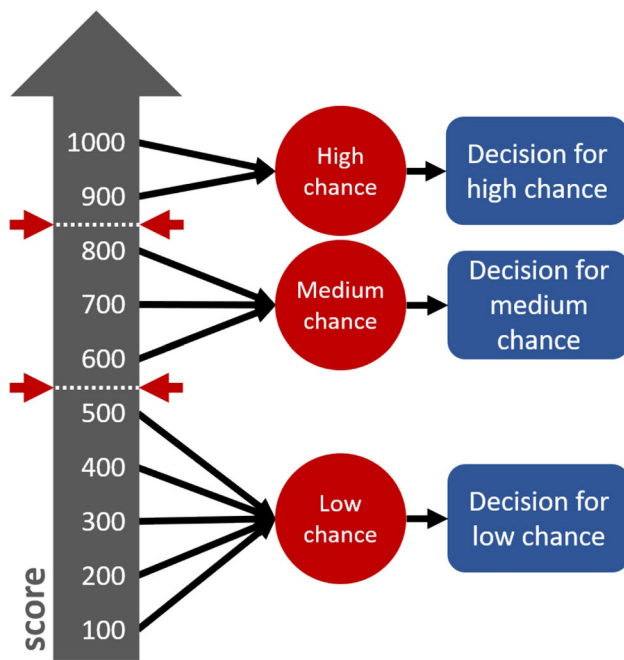 1000
900
800
700
600
500
400
300
200
100
score
High
chance
Decision for
high chance
Medium
chance
Decision for
medium
chance
Low
chance
Decision for
low chance